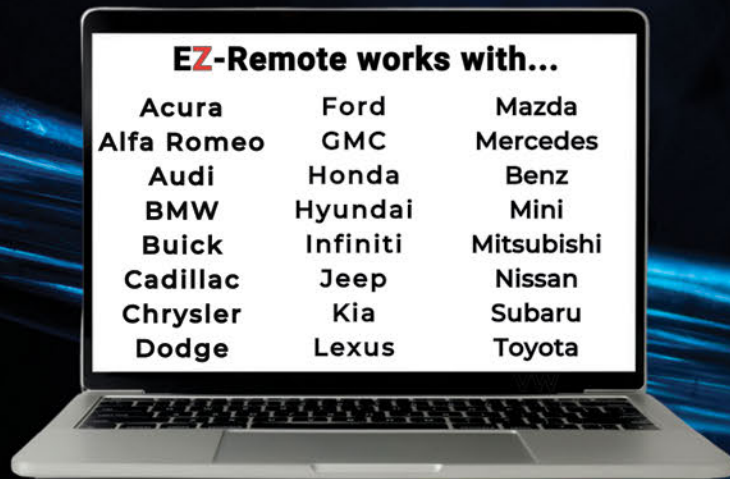 EZ-Remote works with...
Acura
Alfa Romeo
Audi
BMW
Buick
Cadillac
Chrysler
Dodge
Ford
GMC
Honda
Hyundai
Infiniti
Jeep
Kia
Lexus
Mazda
Mercedes
Benz
Mini
Mitsubishi
Nissan
Subaru
Toyota
VW